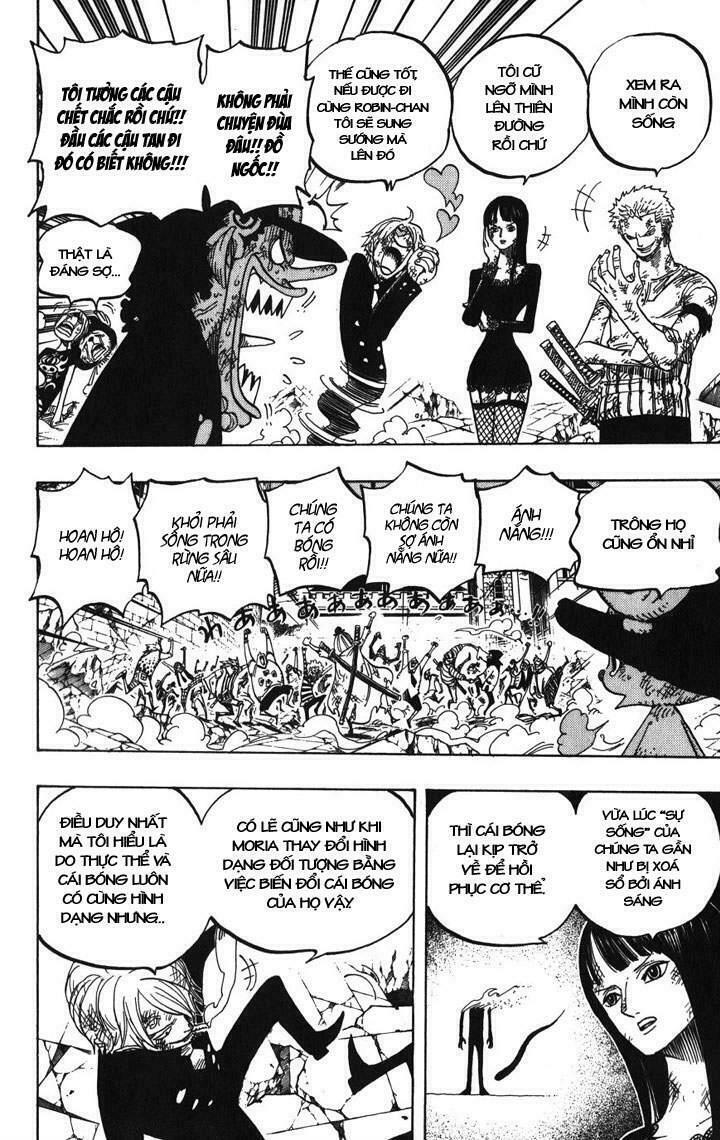 XEM RA
MÌNH CÒN
SỐNG
TÔI CỨ
NGỠ MÌNH
LÊN THIÊN
ĐƯỜNG
RỒI CHỨ
THẾ CŨNG TỐT,
NẾU ĐƯỢC ĐI
CÙNG ROBIN-CHAN
TÔI SẼ SUNG
SƯỚNG MÀ
LÊN ĐÓ
KHÔNG PHẢI
CHUYỆN ĐÙA
ĐÂU!! ĐỒ
NGỐC!!
TÔI TƯỞNG CÁC CẬU
CHẾT CHẮC RỒI CHỨ!
ĐẦU CÁC CẬU TAN ĐI
ĐÓ CÓ BIẾT KHÔNG!!!
THẬT LÀ
ĐÁNG SỢ...
TRÔNG HỌ
CŨNG ỔN NHỈ
ÁNH
NẮNG!!!
CHÚNG TA
KHÔNG CÒN
SỢ ÁNH
NẮNG NỮA!!
CHÚNG
TA CÓ
BÓNG
RỒI!!
KHỎI PHẢI
SỐNG TRONG
RỪNG SÂU
NỮA!!
HOAN HÔ!
HOAN HÔ!
われあああああ
VỪA LÚC "SỰ
SỐNG" CỦA
CHÚNG TA GẦN
NHƯ BỊ XOÁ
SỔ BỞI ÁNH
SÁNG
THÌ CÁI BÓNG
LẠI KỊP TRỞ
VỀ ĐỂ HỒI
PHỤC CƠ THỂ.
CÓ LẼ CŨNG NHƯ KHI
MORIA THAY ĐỔI HÌNH
DẠNG ĐỐI TƯỢNG BẰNG
VIỆC BIẾN ĐỔI CÁI BÓNG
CỦA HỌ VẬY.
ĐIỀU DUY NHẤT
MÀ TÔI HIỂU LÀ
DO THỰC THỂ VÀ
CÁI BÓNG LUÔN
CÓ CÙNG HÌNH
DẠNG NHƯNG..